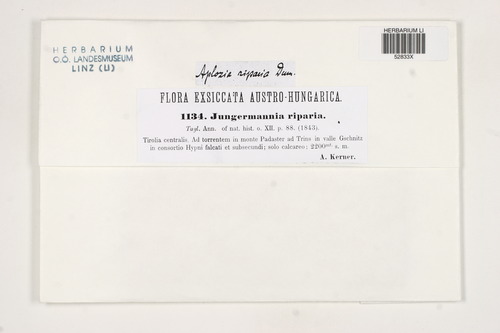 HERBARIUM
O.Ö. LANDESMUSEUM
LINZ (LI)
HERBARIUM LI
52833X
Aplozia riparia Dum.
FLORA EXSICCATA AUSTRO-HUNGARICA.
1134. Jungermannia riparia.
Tayl. Ann. of nat. hist. o. XII. p. 88. (1843).
Tirolia centralis. Ad torrentem in monte Padaster ad Trins in valle Gschnitz
in consortio Hypni falcati et subsecundi; solo calcareo; 2200met s. m.
A. Kerner.